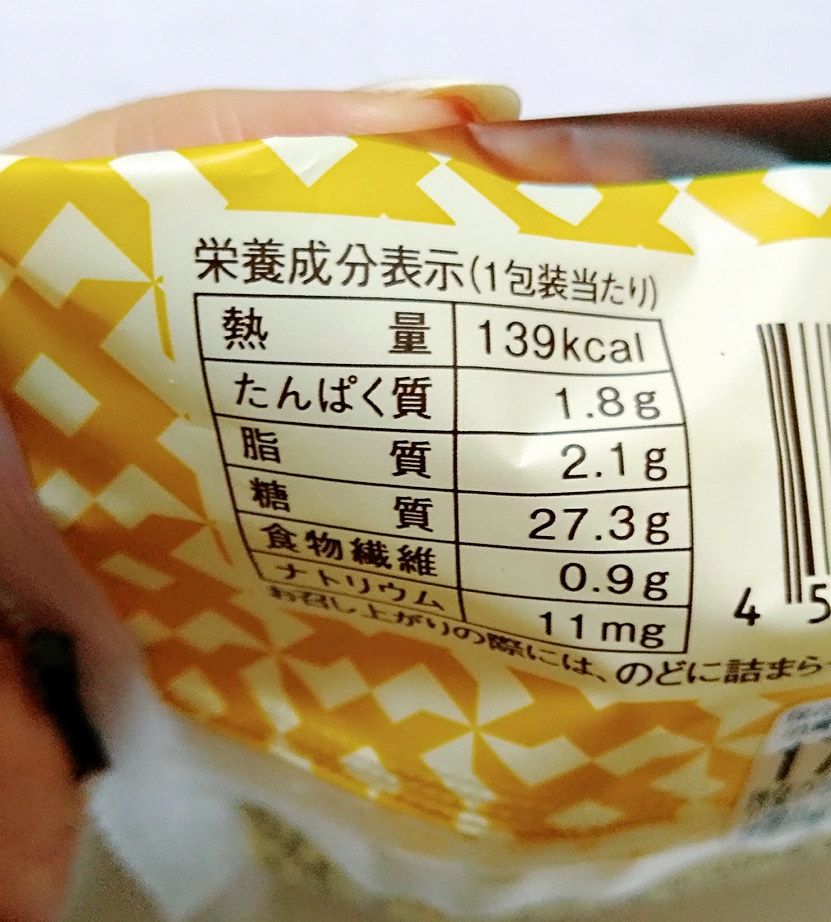 栄養成分表示(1包装当たり)
熱量 139kcal
たんぱく質 1.8g
脂質 2.1g
糖質 27.3g
食物繊維 0.9g
ナトリウム 11mg
お召し上がりの際には、のどに詰まら
4 5